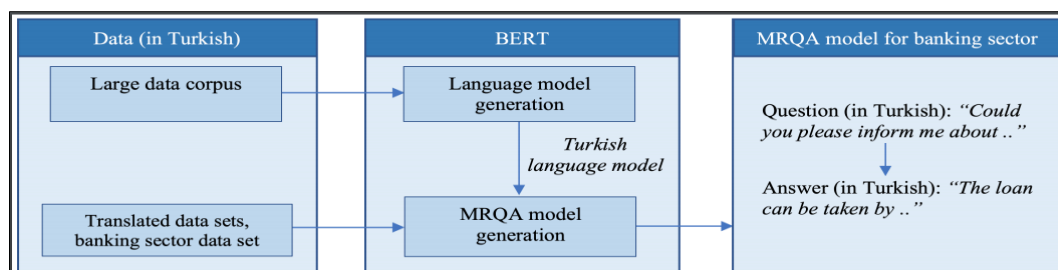 Data (in Turkish)
Large data corpus
Translated data sets,
banking sector data set
BERT
Language model
generation
Turkish
language model
MRQA model
generation
MRQA model for banking sector
Question (in Turkish): “Could
you please inform me about ..”
Answer (in Turkish): “The loan
can be taken by ..”